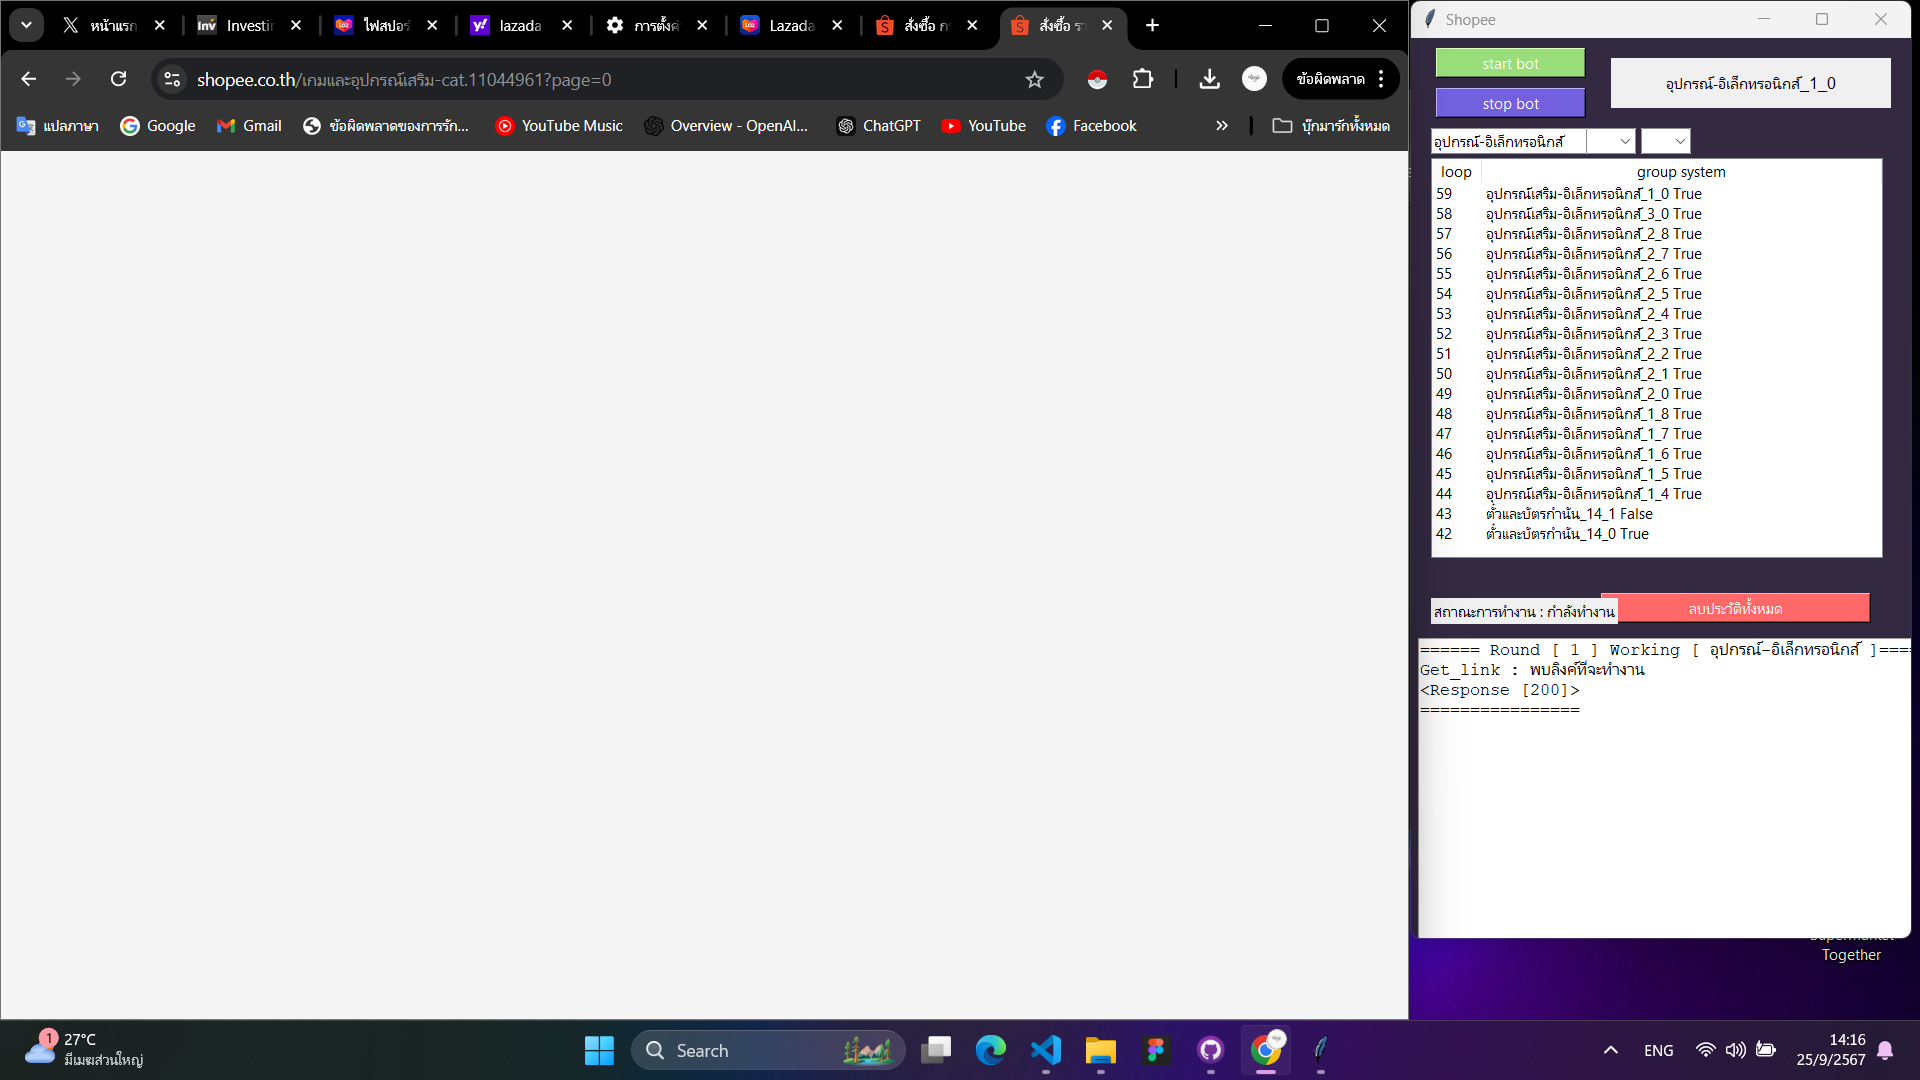 หน้าแรก
Investin
ไฟสปอร์
lazada
การตั้งค่า
Lazada
สั่งซื้อ ก
สั่งซื้อ รา
shopee.co.th/เกมและอุปกรณ์เสริม-cat.11044961?page=0
ข้อผิดพลาด
แปลภาษา
Google
Gmail
ข้อผิดพลาดของการรัก...
YouTube Music
Overview - OpenAI...
ChatGPT
YouTube
Facebook
บุ๊กมาร์กทั้งหมด
Shopee
start bot
stop bot
อุปกรณ์-อิเล็กทรอนิกส์_1_0
อุปกรณ์-อิเล็กทรอนิกส์
loop group system
59 อุปกรณ์เสริม-อิเล็กทรอนิกส์_1_0 True
58 อุปกรณ์เสริม-อิเล็กทรอนิกส์_3_0 True
57 อุปกรณ์เสริม-อิเล็กทรอนิกส์_2_8 True
56 อุปกรณ์เสริม-อิเล็กทรอนิกส์_2_7 True
55 อุปกรณ์เสริม-อิเล็กทรอนิกส์_2_6 True
54 อุปกรณ์เสริม-อิเล็กทรอนิกส์_2_5 True
53 อุปกรณ์เสริม-อิเล็กทรอนิกส์_2_4 True
52 อุปกรณ์เสริม-อิเล็กทรอนิกส์_2_3 True
51 อุปกรณ์เสริม-อิเล็กทรอนิกส์_2_2 True
50 อุปกรณ์เสริม-อิเล็กทรอนิกส์_2_1 True
49 อุปกรณ์เสริม-อิเล็กทรอนิกส์_2_0 True
48 อุปกรณ์เสริม-อิเล็กทรอนิกส์_1_8 True
47 อุปกรณ์เสริม-อิเล็กทรอนิกส์_1_7 True
46 อุปกรณ์เสริม-อิเล็กทรอนิกส์_1_6 True
45 อุปกรณ์เสริม-อิเล็กทรอนิกส์_1_5 True
44 อุปกรณ์เสริม-อิเล็กทรอนิกส์_1_4 True
43 ตั๋วและบัตรกำนัน_14_1 False
42 ตั๋วและบัตรกำนัน_14_0 True
สถานะการทำงาน : กำลังทำงาน
ลบประวัติทั้งหมด
====== Round [ 1 ] Working [ อุปกรณ์-อิเล็กทรอนิกส์ ]====
Get_link : พบลิงค์ที่จะทำงาน
<Response [200]>
================
Supermarket
Together
1
27°C
มีเมฆส่วนใหญ่
Search
ENG
14:16
25/9/2567